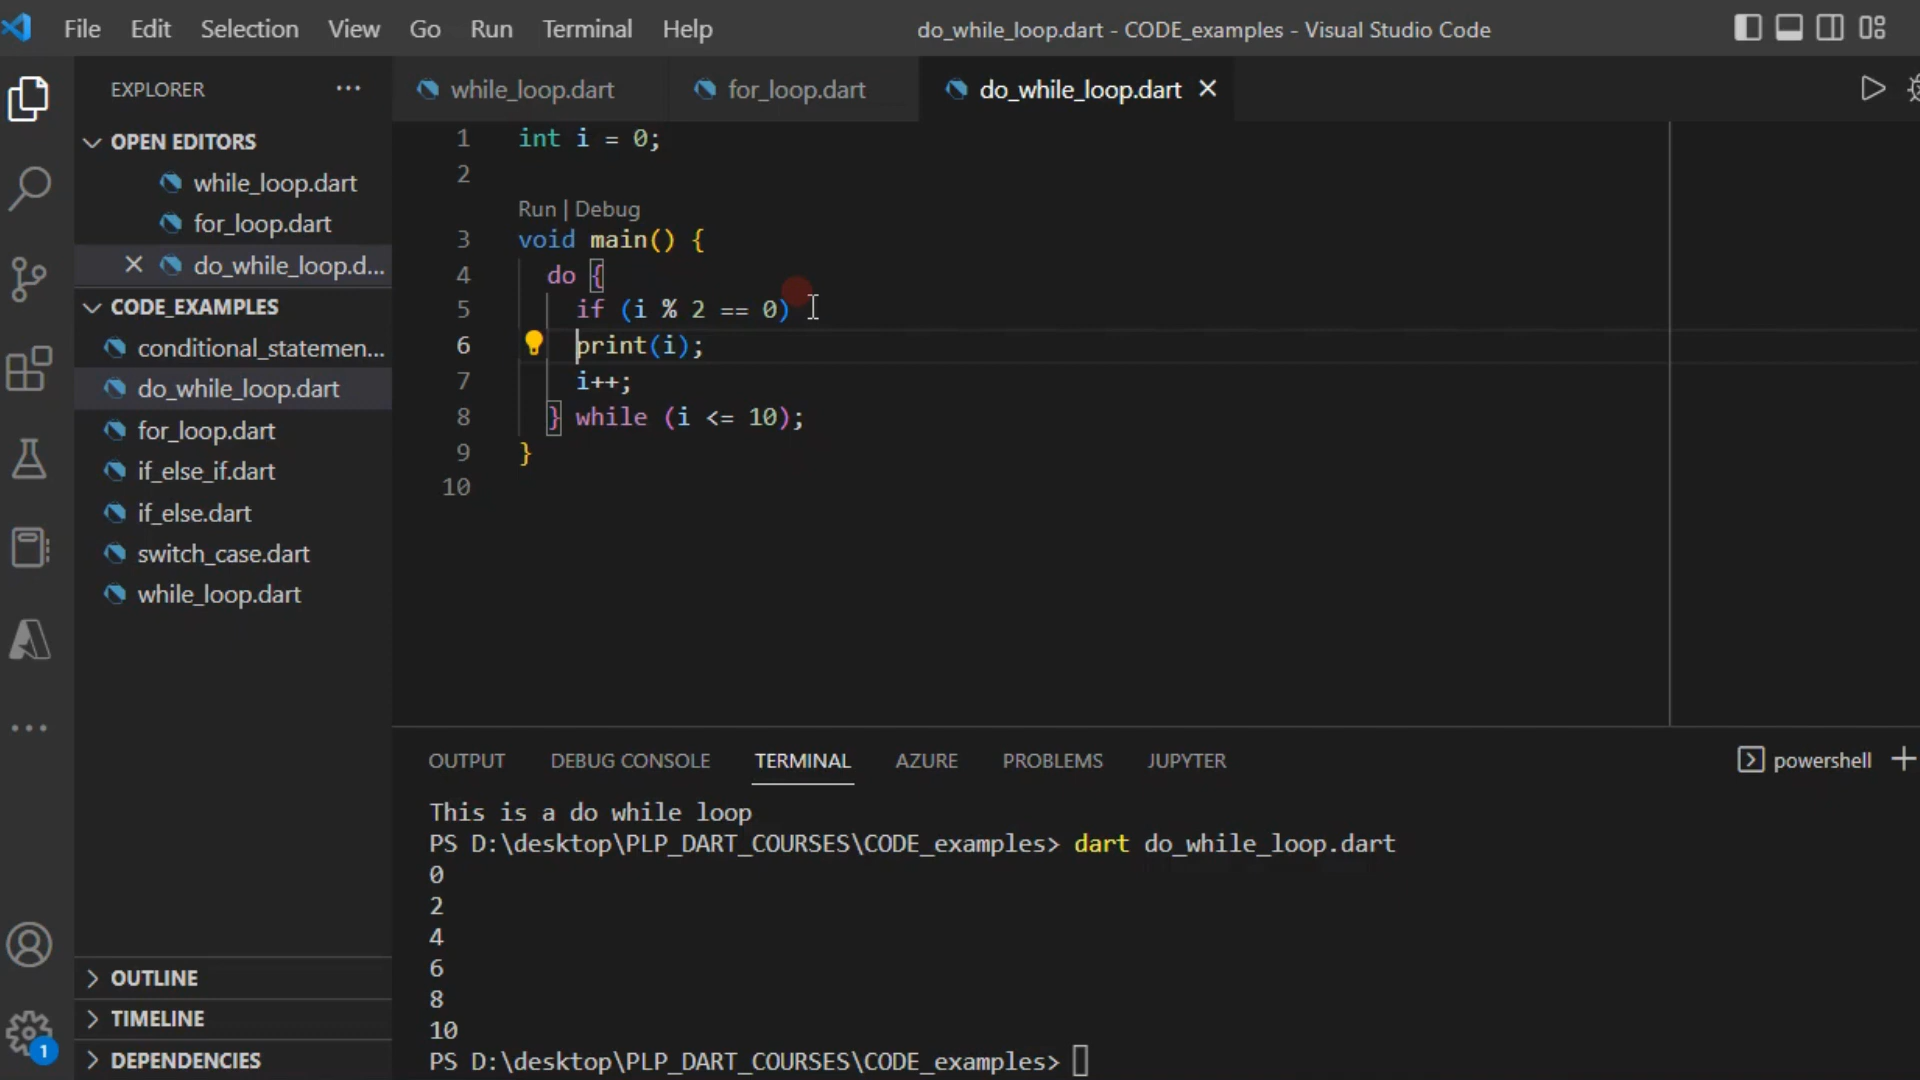 File Edit Selection View Go Run Terminal Help do_while_loop.dart - CODE_examples - Visual Studio Code
EXPLORER ...
while_loop.dart for_loop.dart do_while_loop.dart
OPEN EDITORS
while_loop.dart
for_loop.dart
do_while_loop.d...
CODE_EXAMPLES
conditional_statemen...
do_while_loop.dart
for_loop.dart
if_else_if.dart
if_else.dart
switch_case.dart
while_loop.dart
OUTLINE
TIMELINE
DEPENDENCIES
1
1 int i = 0;
2
Run | Debug
3 void main() {
4 do {
5 if (i % 2 == 0)
6 print(i);
7 i++;
8 } while (i <= 10);
9 }
10
OUTPUT DEBUG CONSOLE TERMINAL AZURE PROBLEMS JUPYTER powershell
This is a do while loop
PS D:\desktop\PLP_DART_COURSES\CODE_examples> dart do_while_loop.dart
0
2
4
6
8
10
PS D:\desktop\PLP_DART_COURSES\CODE_examples>